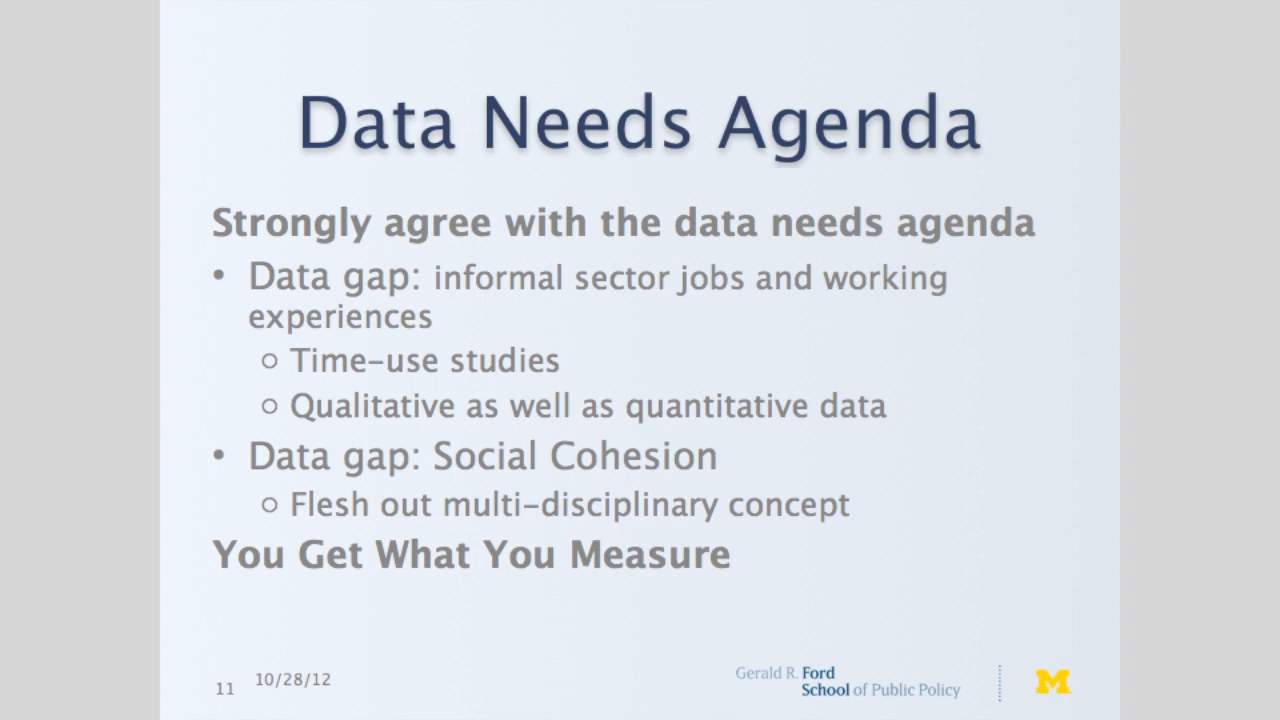 Data Needs Agenda
Strongly agree with the data needs agenda
• Data gap: informal sector jobs and working
experiences
○ Time-use studies
○ Qualitative as well as quantitative data
• Data gap: Social Cohesion
○ Flesh out multi-disciplinary concept
You Get What You Measure
11
10/28/12
Gerald R. Ford
School of Public Policy
M